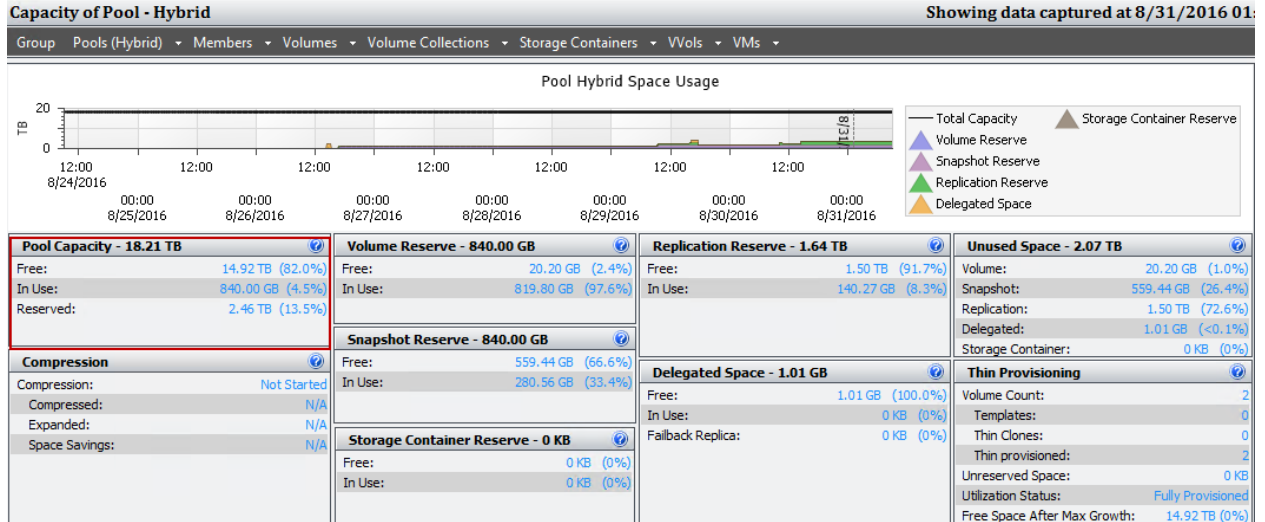 Capacity of Pool - Hybrid
Showing data captured at 8/31/2016 01:
Group Pools (Hybrid) Members Volumes Volume Collections Storage Containers VVols VMs
Pool Hybrid Space Usage
20
TB
0
8/31/
12:00 12:00 12:00 12:00 12:00 12:00 12:00
8/24/2016
00:00 00:00 00:00 00:00 00:00 00:00 00:00
8/25/2016 8/26/2016 8/27/2016 8/28/2016 8/29/2016 8/30/2016 8/31/2016
Total Capacity Storage Container Reserve
Volume Reserve
Snapshot Reserve
Replication Reserve
Delegated Space
Pool Capacity - 18.21 TB
Free: 14.92 TB (82.0%)
In Use: 840.00 GB (4.5%)
Reserved: 2.46 TB (13.5%)
Compression
Compression: Not Started
Compressed: N/A
Expanded: N/A
Space Savings: N/A
Volume Reserve - 840.00 GB
Free: 20.20 GB (2.4%)
In Use: 819.80 GB (97.6%)
Snapshot Reserve - 840.00 GB
Free: 559.44 GB (66.6%)
In Use: 280.56 GB (33.4%)
Storage Container Reserve - 0 KB
Free: 0 KB (0%)
In Use: 0 KB (0%)
Replication Reserve - 1.64 TB
Free: 1.50 TB (91.7%)
In Use: 140.27 GB (8.3%)
Delegated Space - 1.01 GB
Free: 1.01 GB (100.0%)
In Use: 0 KB (0%)
Failback Replica: 0 KB (0%)
Unused Space - 2.07 TB
Volume: 20.20 GB (1.0%)
Snapshot: 559.44 GB (26.4%)
Replication: 1.50 TB (72.6%)
Delegated: 1.01 GB (<0.1%)
Storage Container: 0 KB (0%)
Thin Provisioning
Volume Count: 2
Templates: 0
Thin Clones: 0
Thin provisioned: 2
Unreserved Space: 0 KB
Utilization Status: Fully Provisioned
Free Space After Max Growth: 14.92 TB (0%)